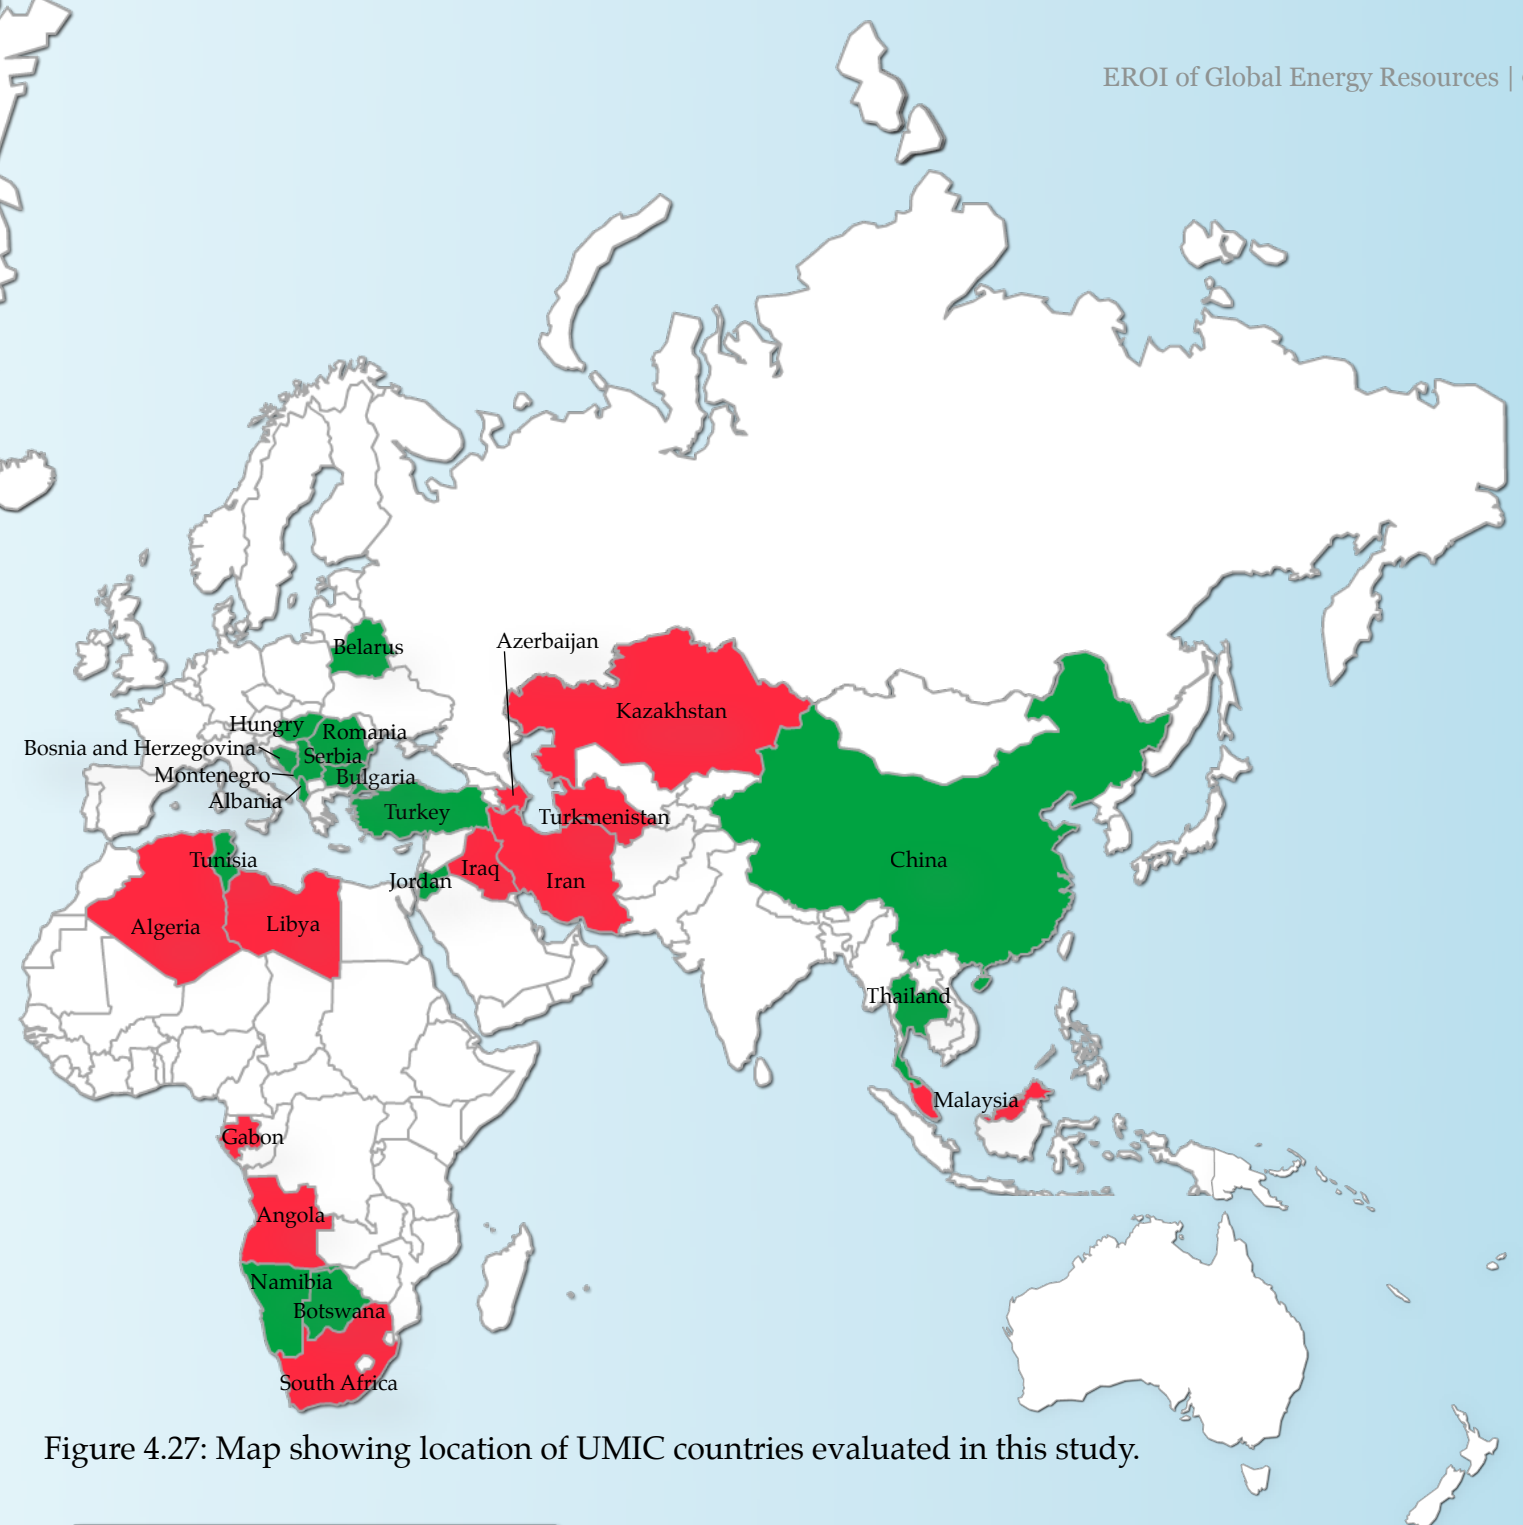 EROI of Global Energy Resources |
Azerbaijan
Belarus
Kazakhstan
Hungry
Romania
Bosnia and Herzegovina
Serbia
Montenegro
Bulgaria
Albania
Turkey
Turkmenistan
Tunisia
China
Iraq
Jordan
Iran
Algeria
Libya
Thailand
Malaysia
Gabon
Angola
Namibia
Botswana
South Africa
Figure 4.27: Map showing location of UMIC countries evaluated in this study.